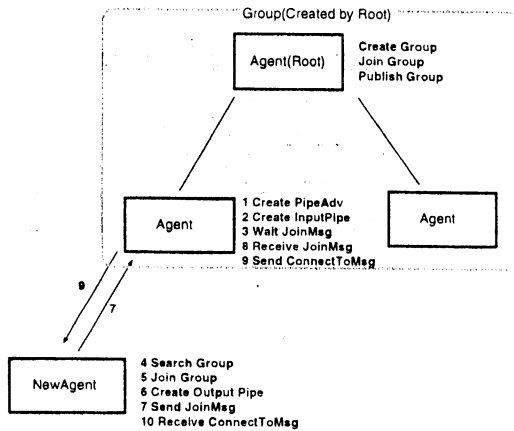 Group(Created by Root)
Agent(Root)
Create Group
Join Group
Publish Group
Agent
1 Create PipeAdv
2 Create InputPipe
3 Wait JoinMsg
8 Receive JoinMsg
9 Send ConnectToMsg
Agent
9
7
NewAgent
4 Search Group
5 Join Group
6 Create Output Pipe
7 Send JoinMsg
10 Receive ConnectToMsg